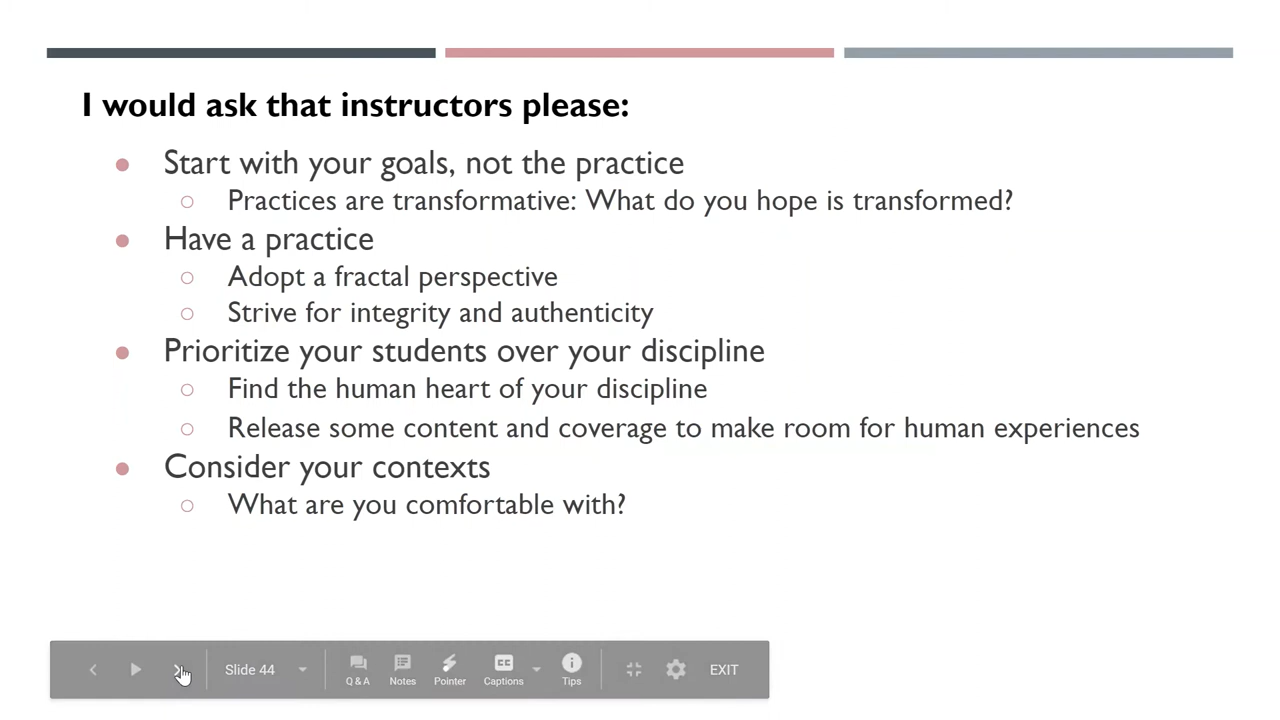 I would ask that instructors please:
Start with your goals, not the practice
Practices are transformative: What do you hope is transformed?
Have a practice
Adopt a fractal perspective
Strive for integrity and authenticity
Prioritize your students over your discipline
Find the human heart of your discipline
Release some content and coverage to make room for human experiences
Consider your contexts
What are you comfortable with?
Slide 44
Q & A
Notes
Pointer
CC
Captions
Tips
EXIT